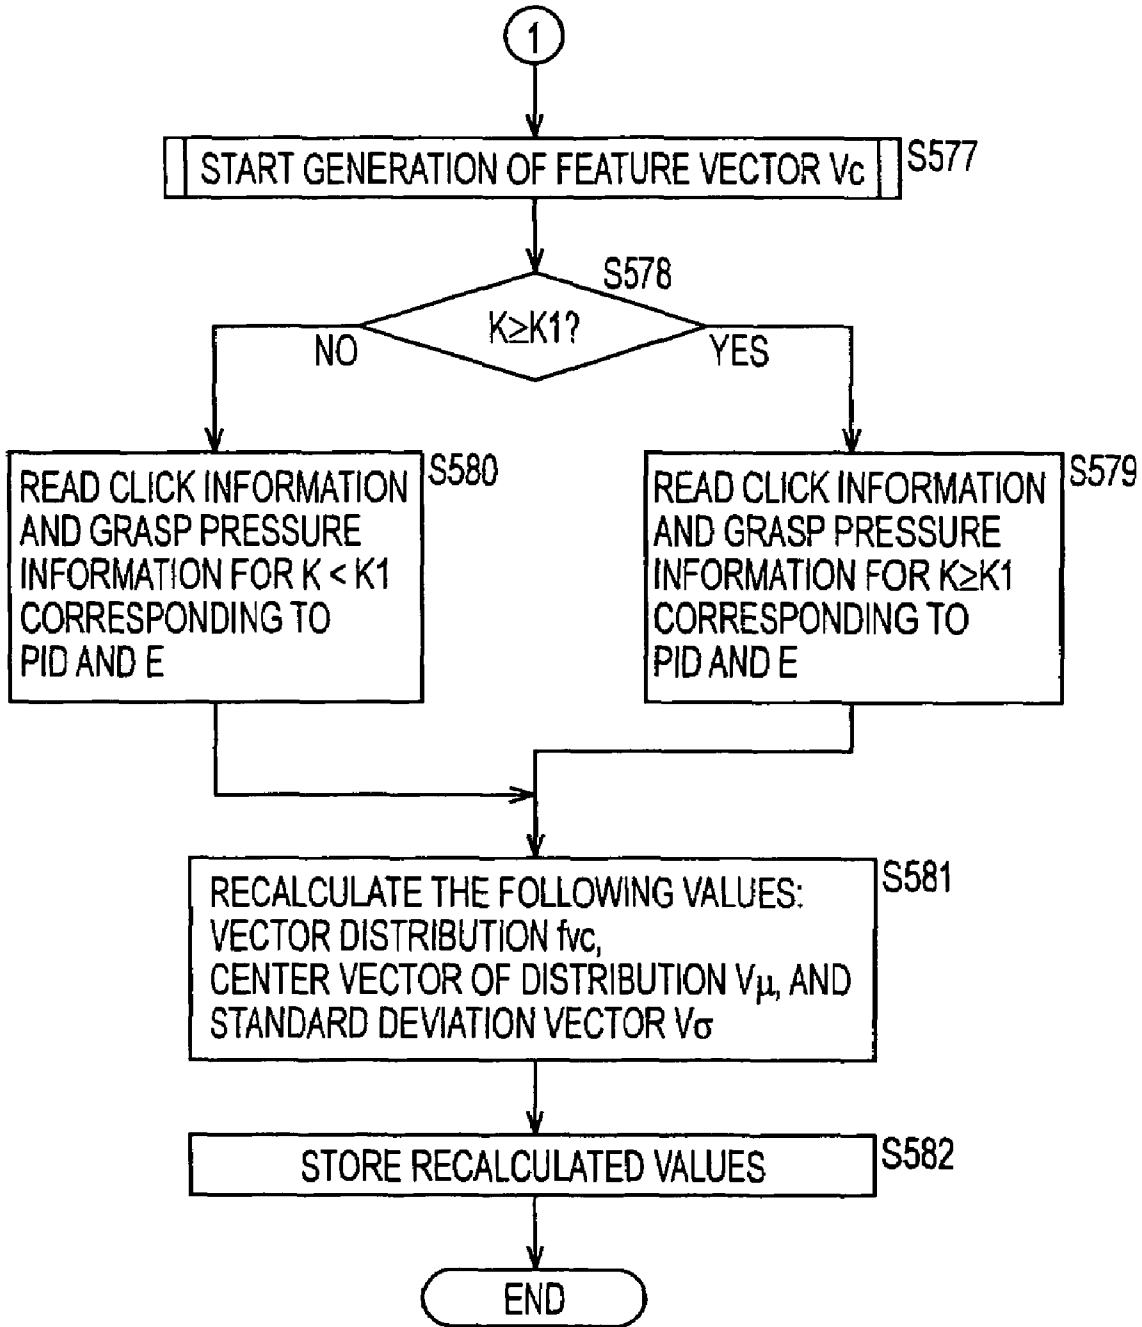 1
START GENERATION OF FEATURE VECTOR Vc
S577
S578
K≥K1?
NO
YES
READ CLICK INFORMATION
AND GRASP PRESSURE
INFORMATION FOR K < K1
CORRESPONDING TO
PID AND E
S580
READ CLICK INFORMATION
AND GRASP PRESSURE
INFORMATION FOR K≥K1
CORRESPONDING TO
PID AND E
S579
RECALCULATE THE FOLLOWING VALUES:
VECTOR DISTRIBUTION fvc,
CENTER VECTOR OF DISTRIBUTION Vμ, AND
STANDARD DEVIATION VECTOR Vσ
S581
STORE RECALCULATED VALUES
S582
END